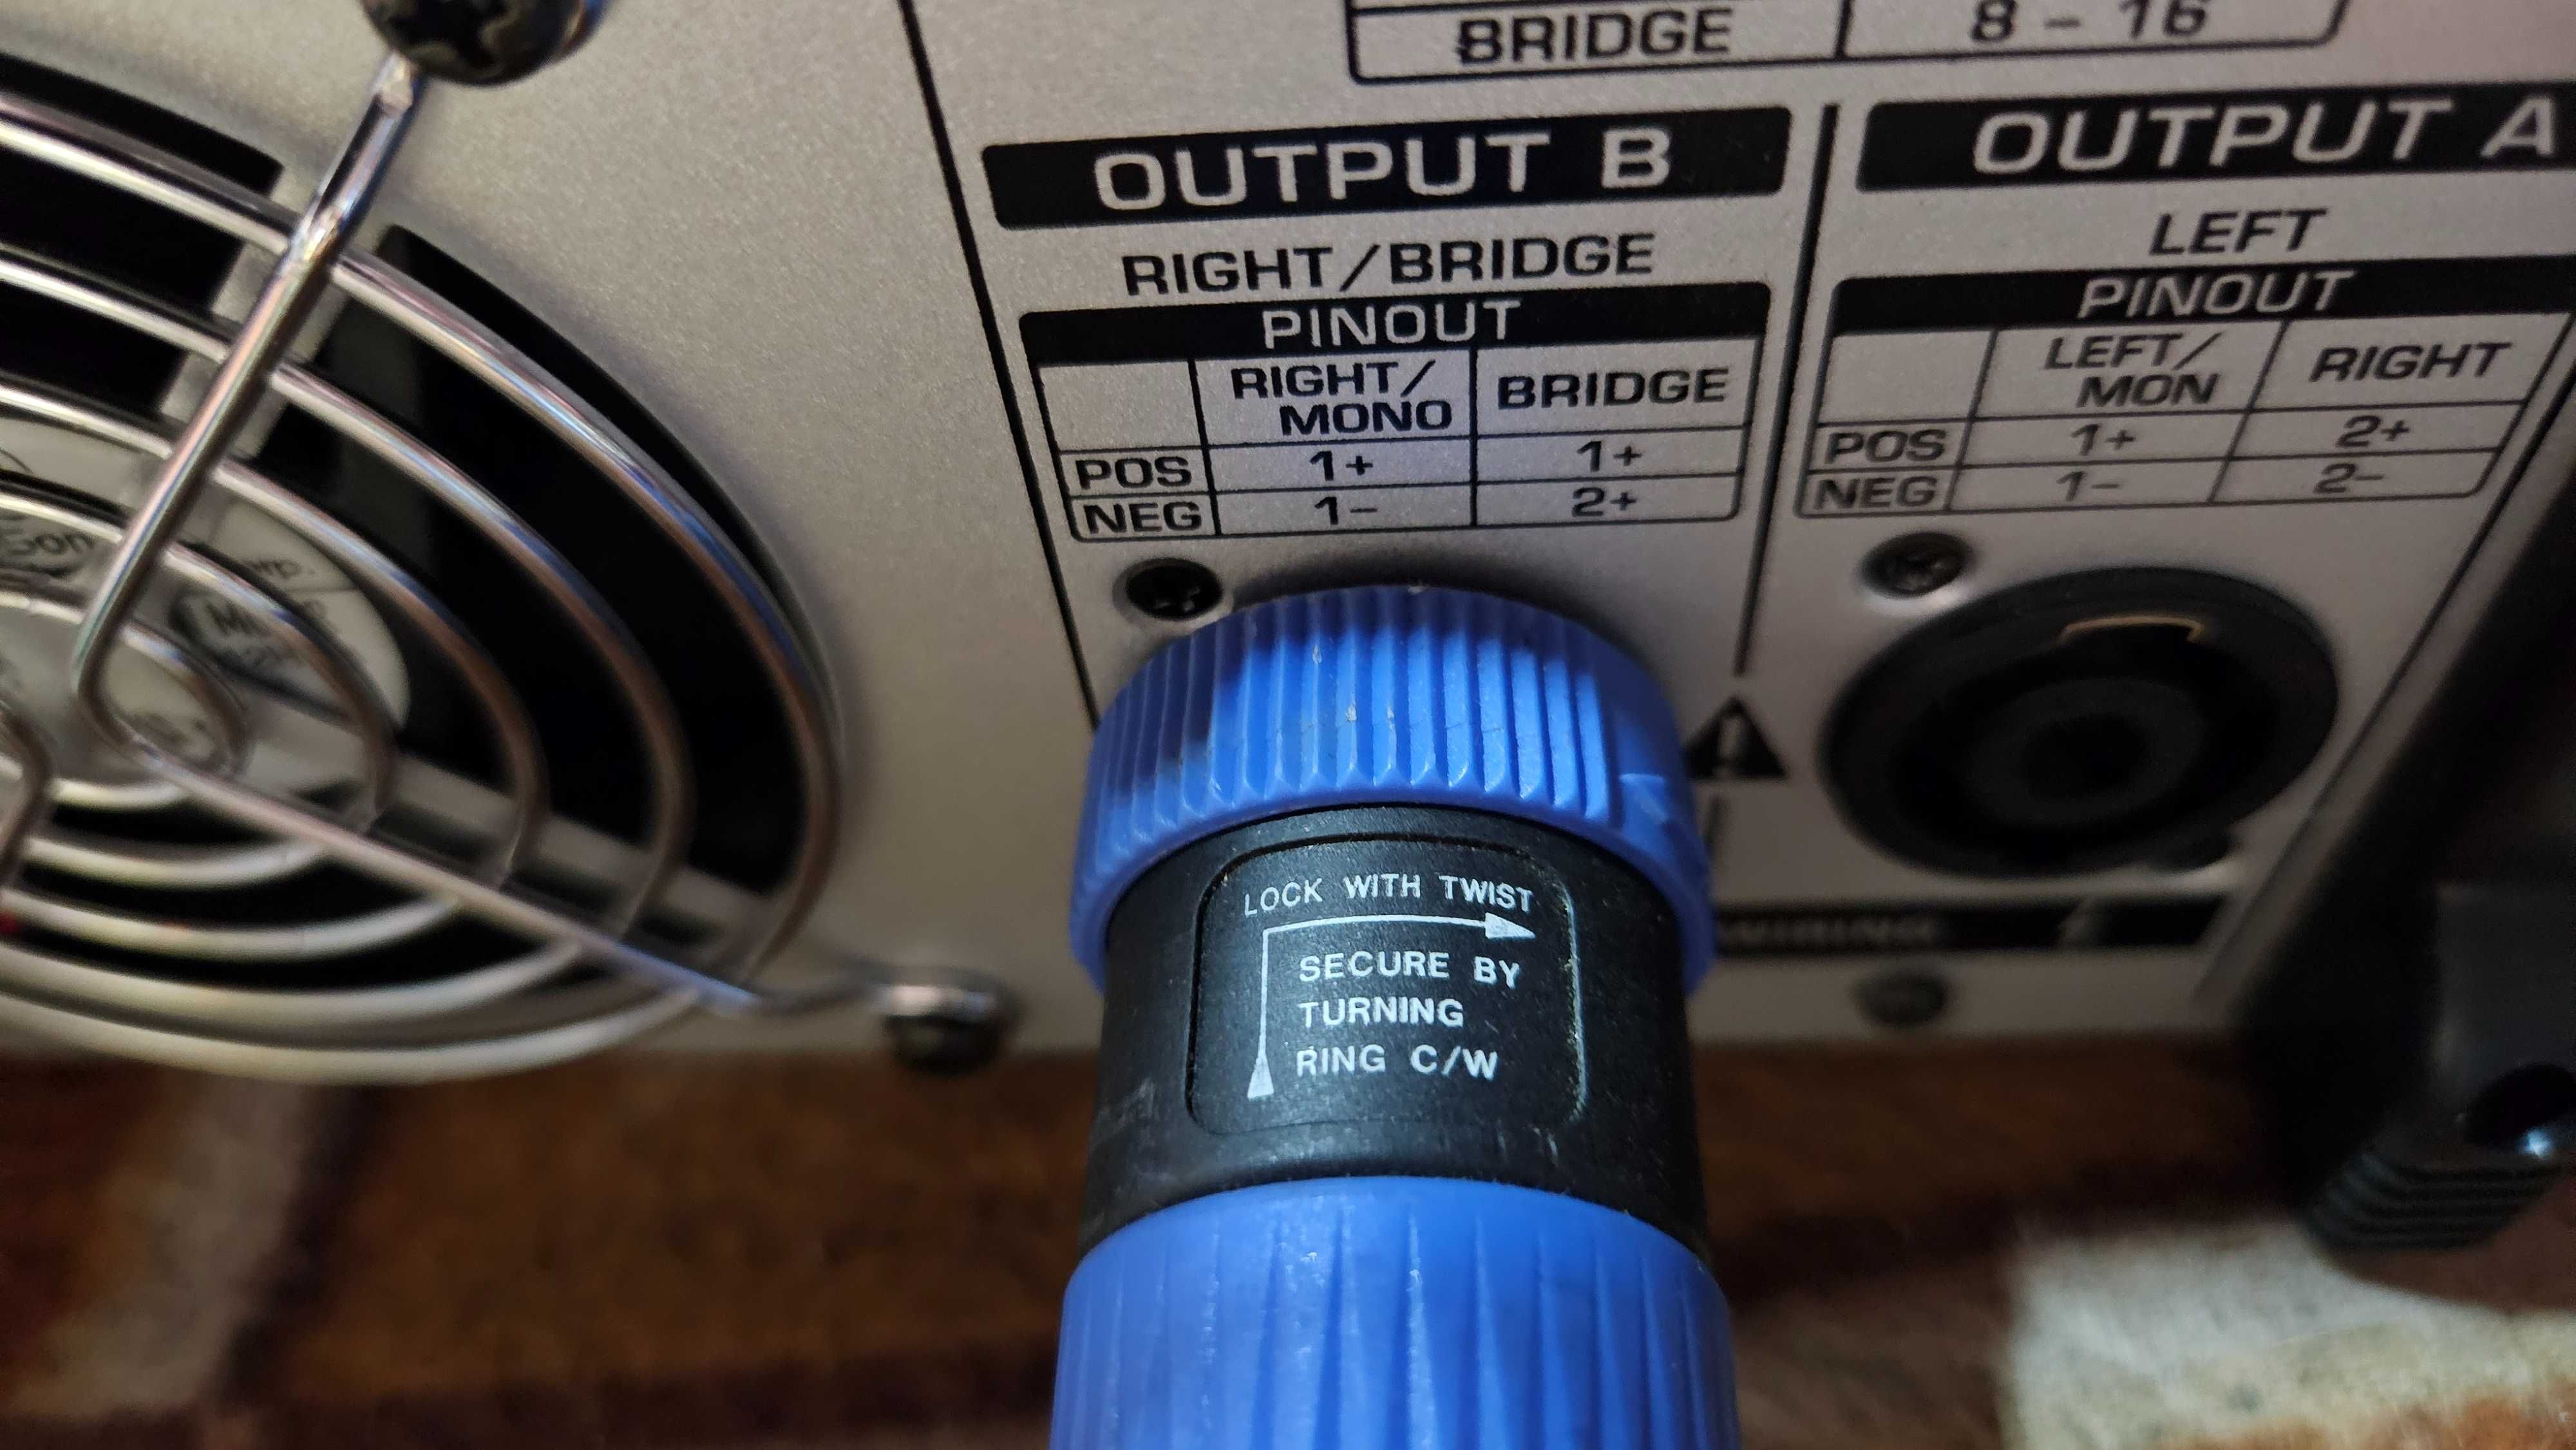 BRIDGE 8 - 16
OUTPUT B
RIGHT/BRIDGE
PINOUT
RIGHT/
MONO
BRIDGE
POS 1+ 1+
NEG 1- 2+
OUTPUT A
LEFT
PINOUT
LEFT/
MON
RIGHT
POS 1+ 2+
NEG 1- 2-
WIRING
LOCK WITH TWIST
SECURE BY
TURNING
RING C/W